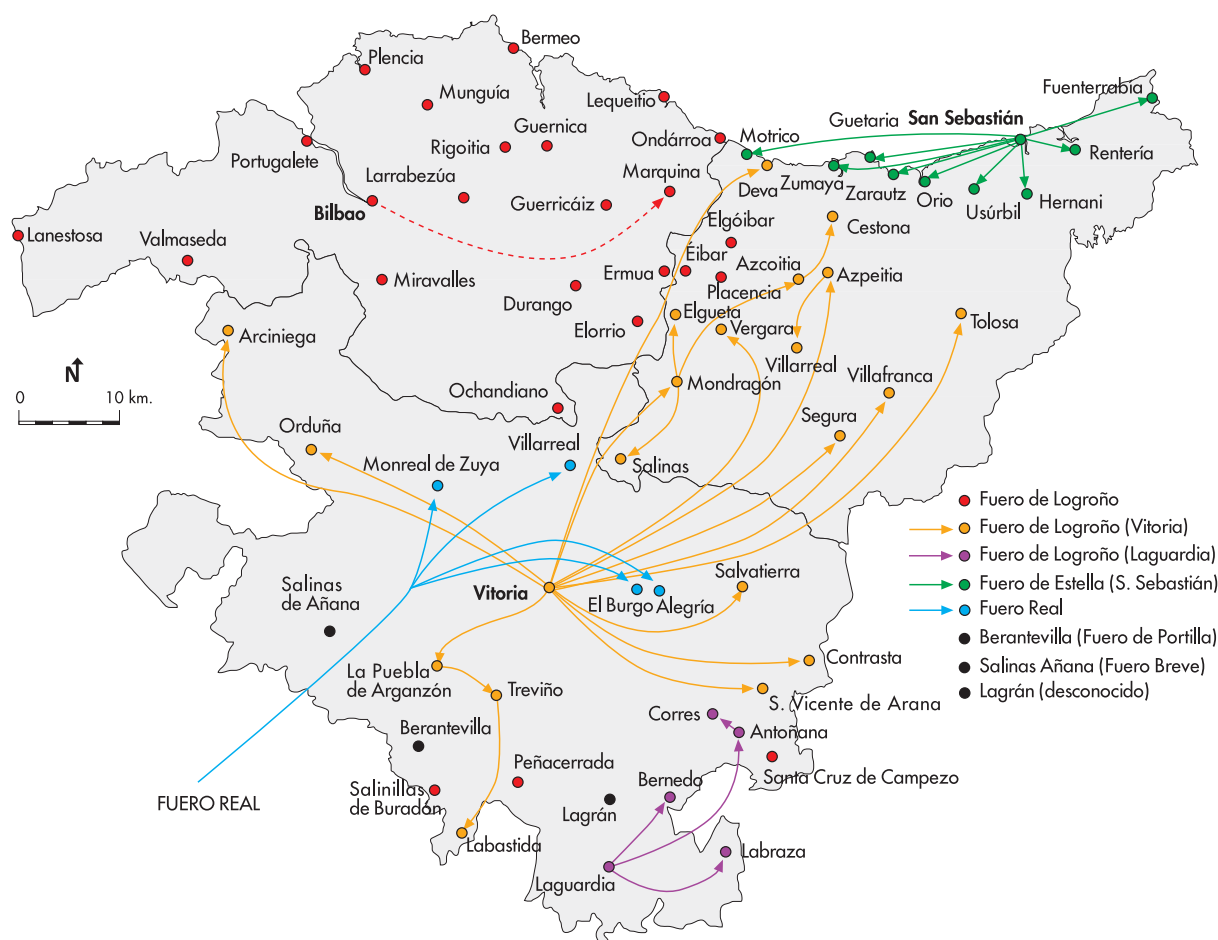 Bermeo
Plencia
Munguía
Lequeitio
Fuenterrabía
Guernica
Guetaria
San Sebastián
Ondárroa
Motrico
Portugalete
Rigoitia
Rentería
Larrabezúa
Marquina
Deva
Zumaya
Zarautz
Orio
Usúrbil
Hernani
Bilbao
Guerricáiz
Elgóibar
Cestona
Lanestosa
Valmaseda
Eibar
Miravalles
Ermua
Azcoitia
Azpeitia
Durango
Placencia
Elgueta
Vergara
Tolosa
Arciniega
Elorrio
Villarreal
N
Mondragón
Villafranca
0 10 km.
Ochandiano
Segura
Orduña
Villarreal
Monreal de Zuya
Salinas
Fuero de Logroño
Fuero de Logroño (Vitoria)
Fuero de Logroño (Laguardia)
Fuero de Estella (S. Sebastián)
Fuero Real
Berantevilla (Fuero de Portilla)
Salinas Añana (Fuero Breve)
Lagrán (desconocido)
Salinas
de Añana
Vitoria
El Burgo
Alegría
Salvatierra
La Puebla
de Arganzón
Treviño
Contrasta
S. Vicente de Arana
Corres
Antoñana
Berantevilla
Peñacerrada
Santa Cruz de Campezo
FUERO REAL
Salinillas
de Buradón
Bernedo
Lagrán
Labastida
Labraza
Laguardia